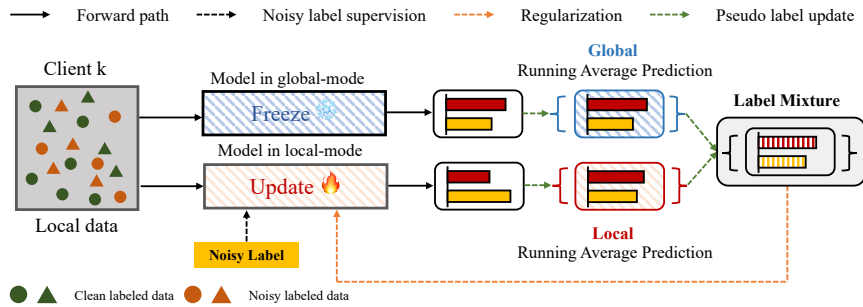 Forward path
Noisy label supervision
Regularization
Pseudo label update
Client k
Model in global-mode
Freeze
Global
Running Average Prediction
Label Mixture
Model in local-mode
Update
Local data
Noisy Label
Local
Running Average Prediction
Clean labeled data
Noisy labeled data